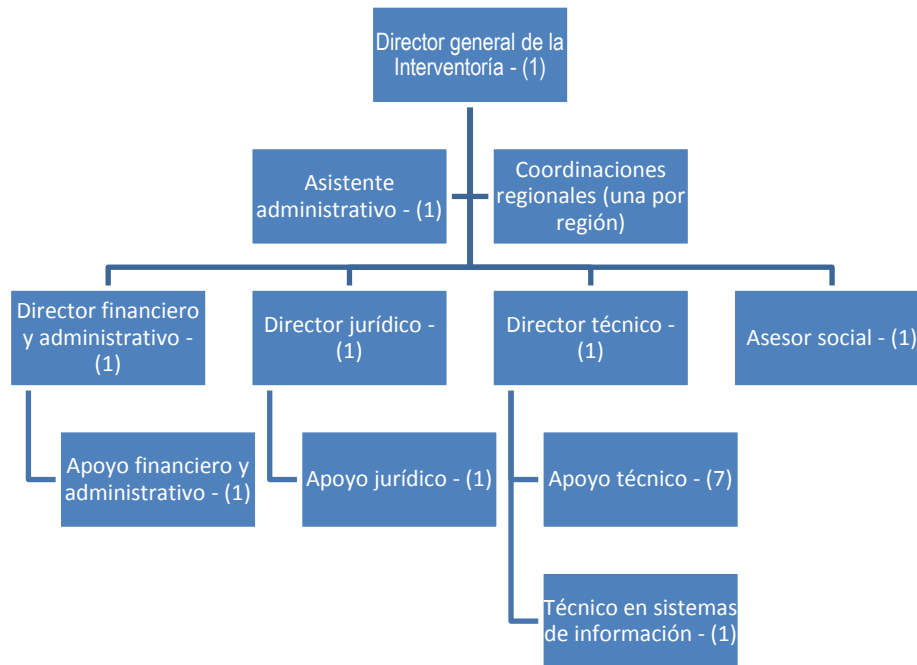 Director general de la
Interventoría - (1)
Asistente
administrativo - (1)
Coordinaciones
regionales (una por
región)
Director financiero
y administrativo -
(1)
Director jurídico -
(1)
Director técnico -
(1)
Asesor social - (1)
Apoyo financiero y
administrativo - (1)
Apoyo jurídico - (1)
Apoyo técnico - (7)
Técnico en sistemas
de información - (1)